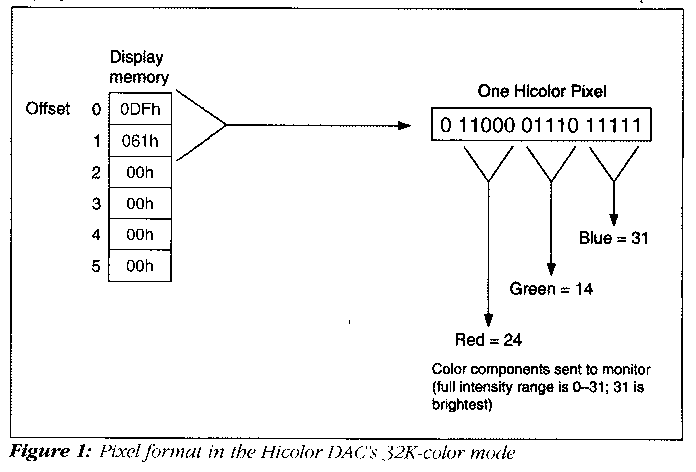 Display
memory
Offset 0 0DFh
1 061h
2 00h
3 00h
4 00h
5 00h
One Hicolor Pixel
0 11000 01110 11111
Blue = 31
Green = 14
Red = 24
Color components sent to monitor
(full intensity range is 0--31; 31 is
brightest)
Figure 1: Pixel format in the Hicolor DAC's 32K-color mode